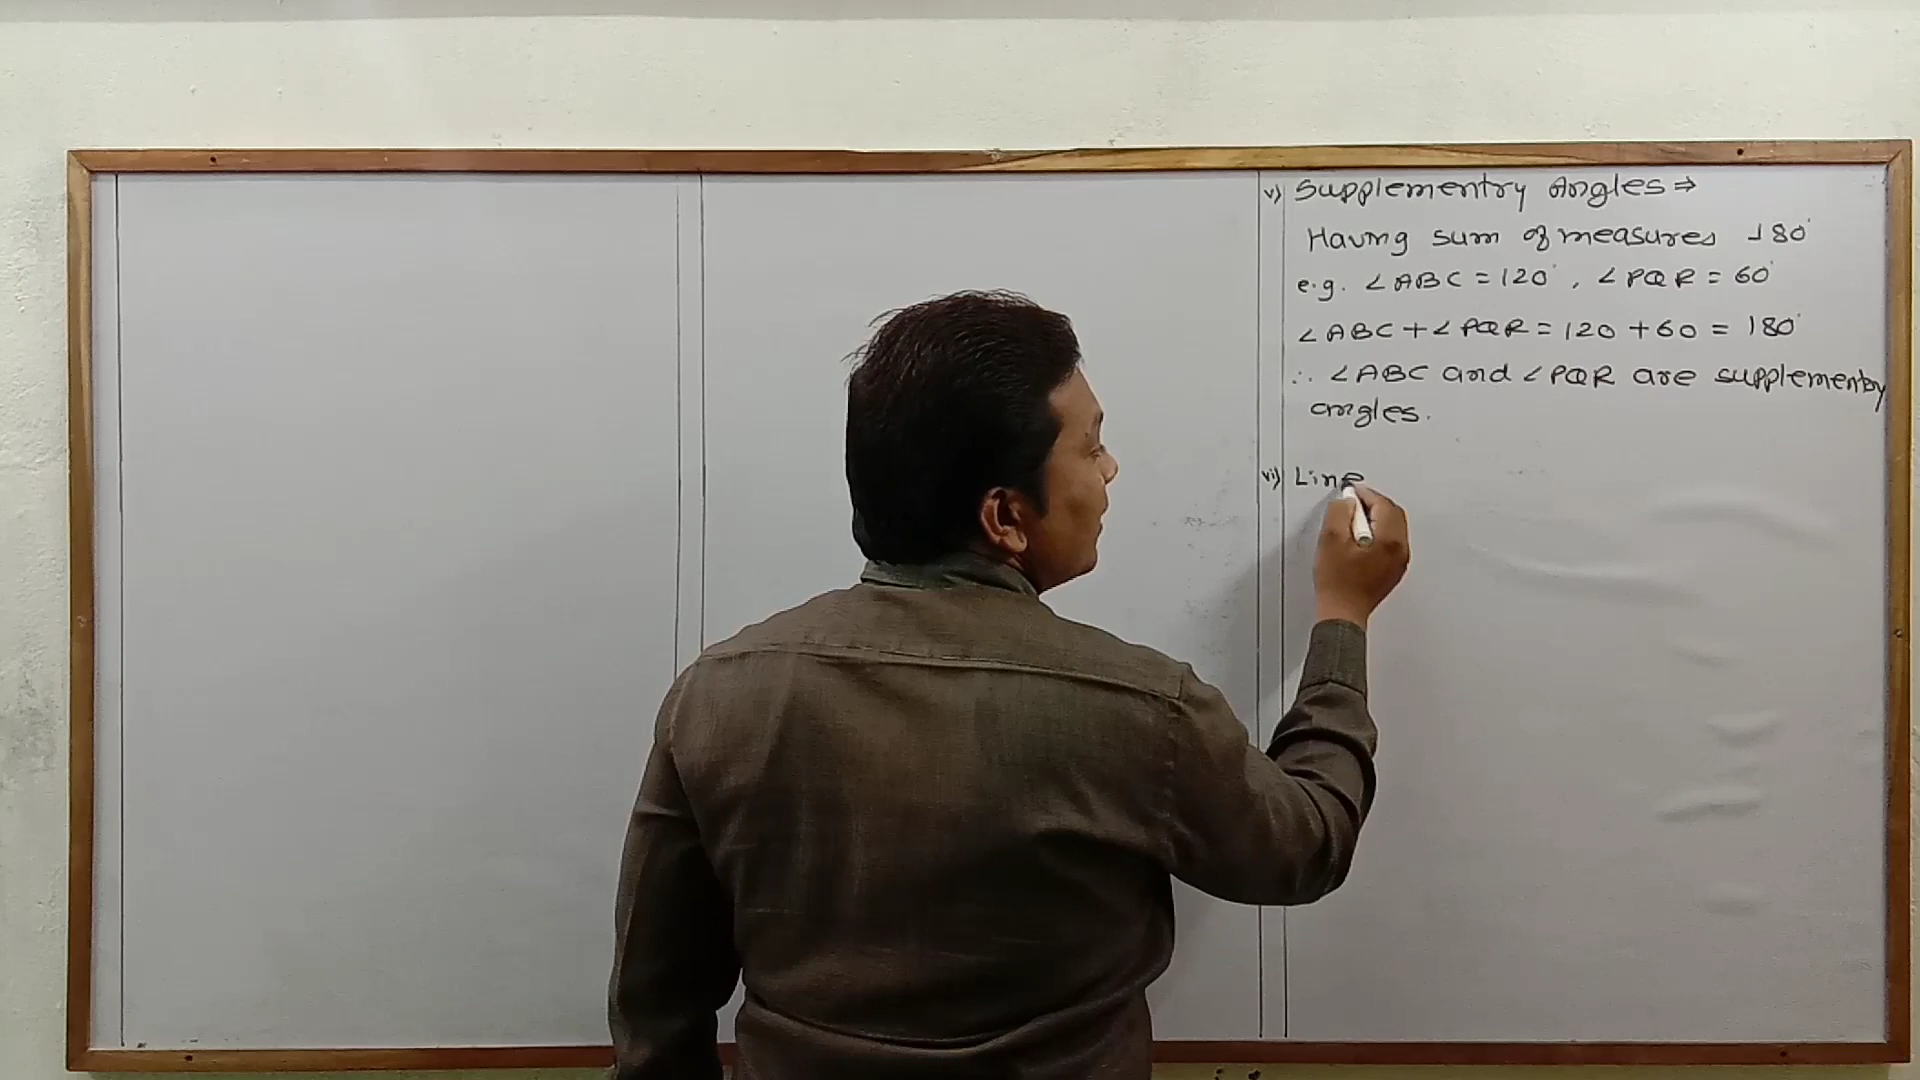 v) Supplementry Angles ⇒
Having sum of measures 180°
e.g. ∠ABC = 120°, ∠PQR = 60°
∠ABC + ∠PQR = 120 + 60 = 180°
∴ ∠ABC and ∠PQR are supplementry
angles.
vi) Line